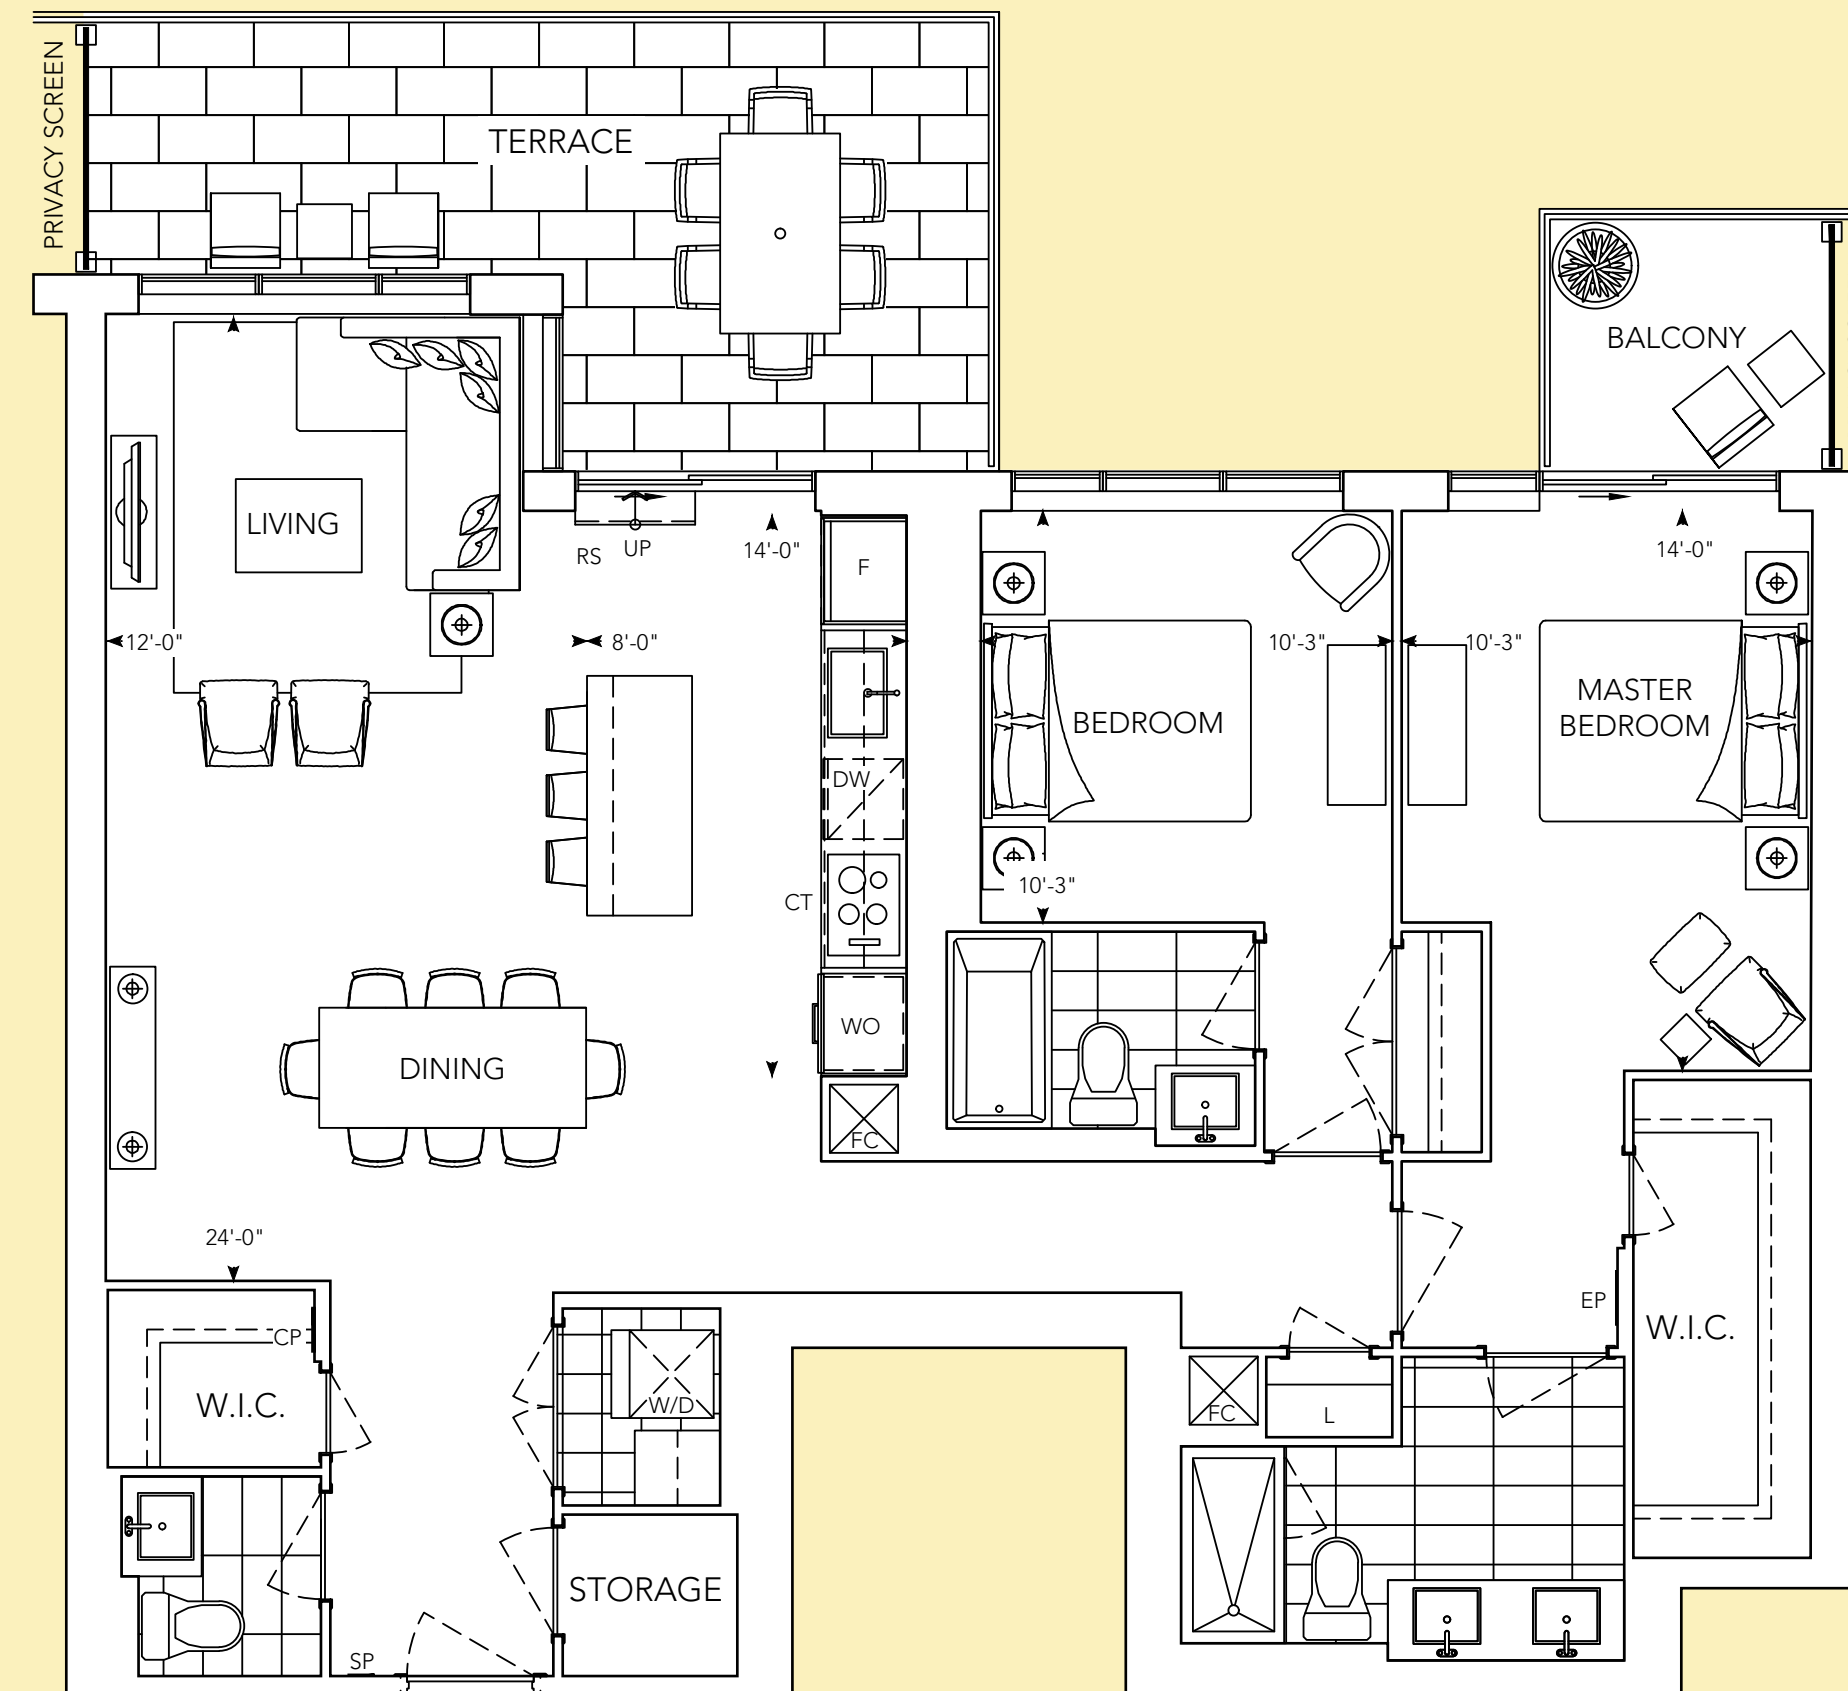 PRIVACY SCREEN
TERRACE
BALCONY
LIVING
RS
UP
14'-0"
F
14'-0"
12'-0"
8'-0"
10'-3"
10'-3"
BEDROOM
MASTER
BEDROOM
DW
CT
10'-3"
WO
DINING
FC
24'-0"
CP
EP
W.I.C.
W.I.C.
W/D
FC
L
STORAGE
SP